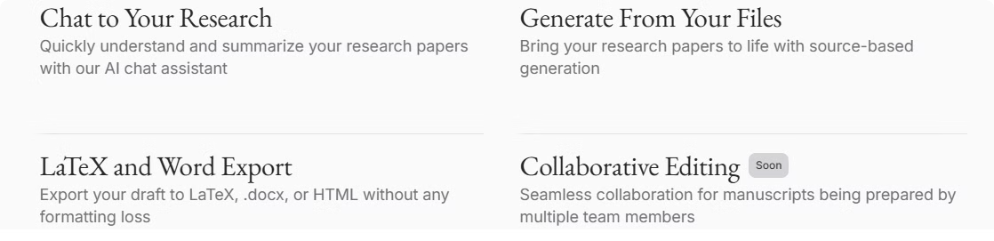 Chat to Your Research
Quickly understand and summarize your research papers
with our AI chat assistant
Generate From Your Files
Bring your research papers to life with source-based
generation
LaTeX and Word Export
Export your draft to LaTeX, .docx, or HTML without any
formatting loss
Collaborative Editing Soon
Seamless collaboration for manuscripts being prepared by
multiple team members